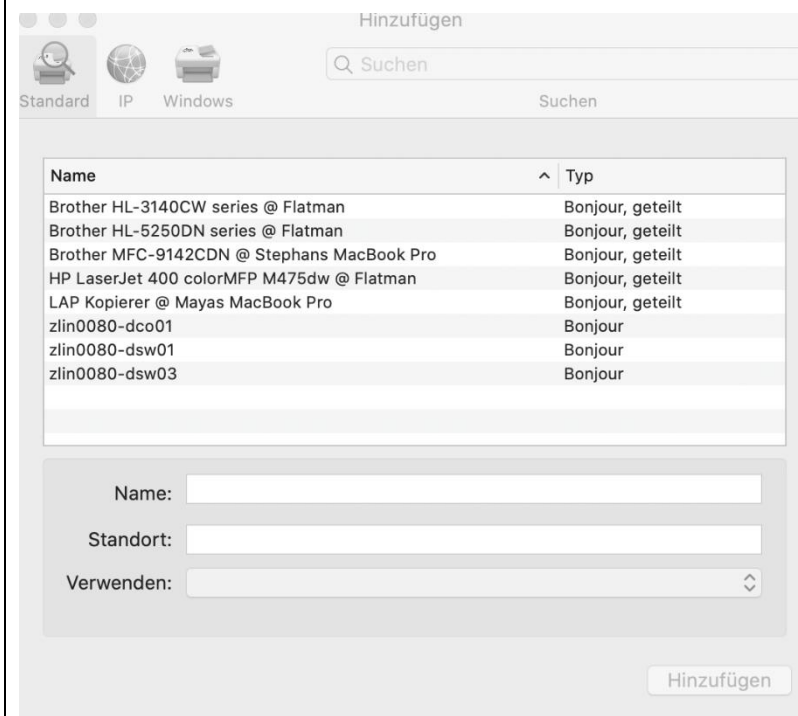 Hinzufügen
Suchen
Standard IP Windows Suchen
Name Typ
Brother HL-3140CW series @ Flatman Bonjour, geteilt
Brother HL-5250DN series @ Flatman Bonjour, geteilt
Brother MFC-9142CDN @ Stephans MacBook Pro Bonjour, geteilt
HP LaserJet 400 colorMFP M475dw @ Flatman Bonjour, geteilt
LAP Kopierer @ Mayas MacBook Pro Bonjour, geteilt
zlin0080-dco01 Bonjour
zlin0080-dsw01 Bonjour
zlin0080-dsw03 Bonjour
Name:
Standort:
Verwenden:
Hinzufügen